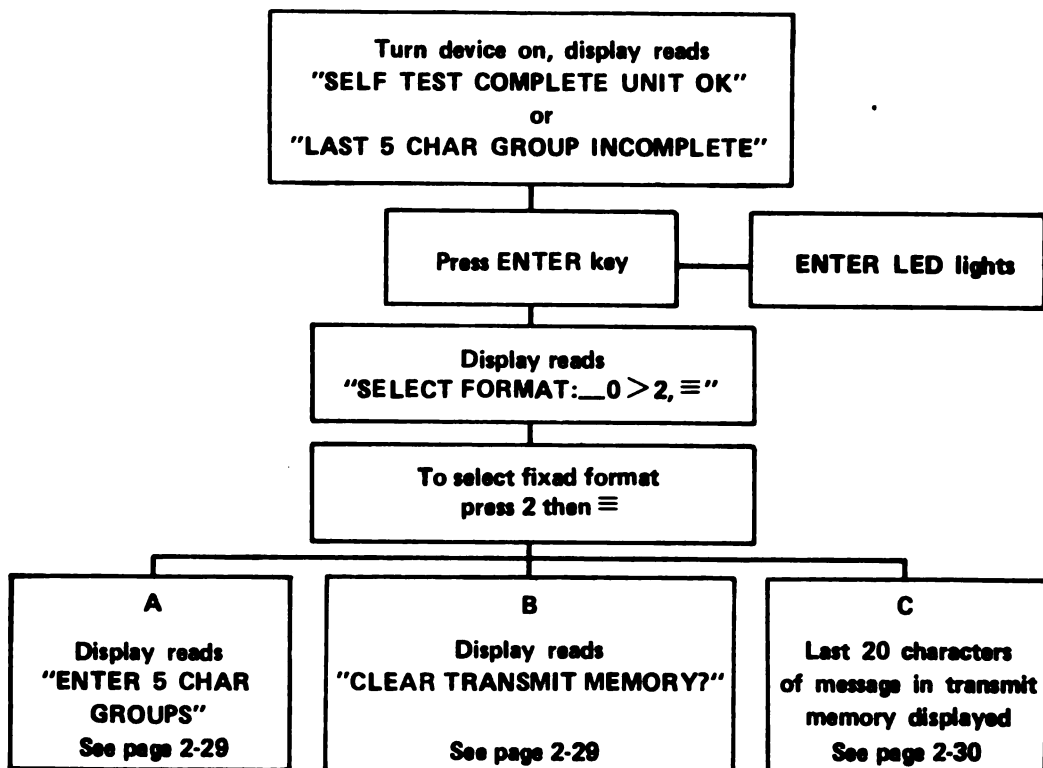 Turn device on, display reads
"SELF TEST COMPLETE UNIT OK"
or
"LAST 5 CHAR GROUP INCOMPLETE"
Press ENTER key
ENTER LED lights
Display reads
"SELECT FORMAT:__0 > 2, ≡"
To select fixad format
press 2 then ≡
A
Display reads
"ENTER 5 CHAR
GROUPS"
See page 2-29
B
Display reads
"CLEAR TRANSMIT MEMORY?"
See page 2-29
C
Last 20 characters
of message in transmit
memory displayed
See page 2-30